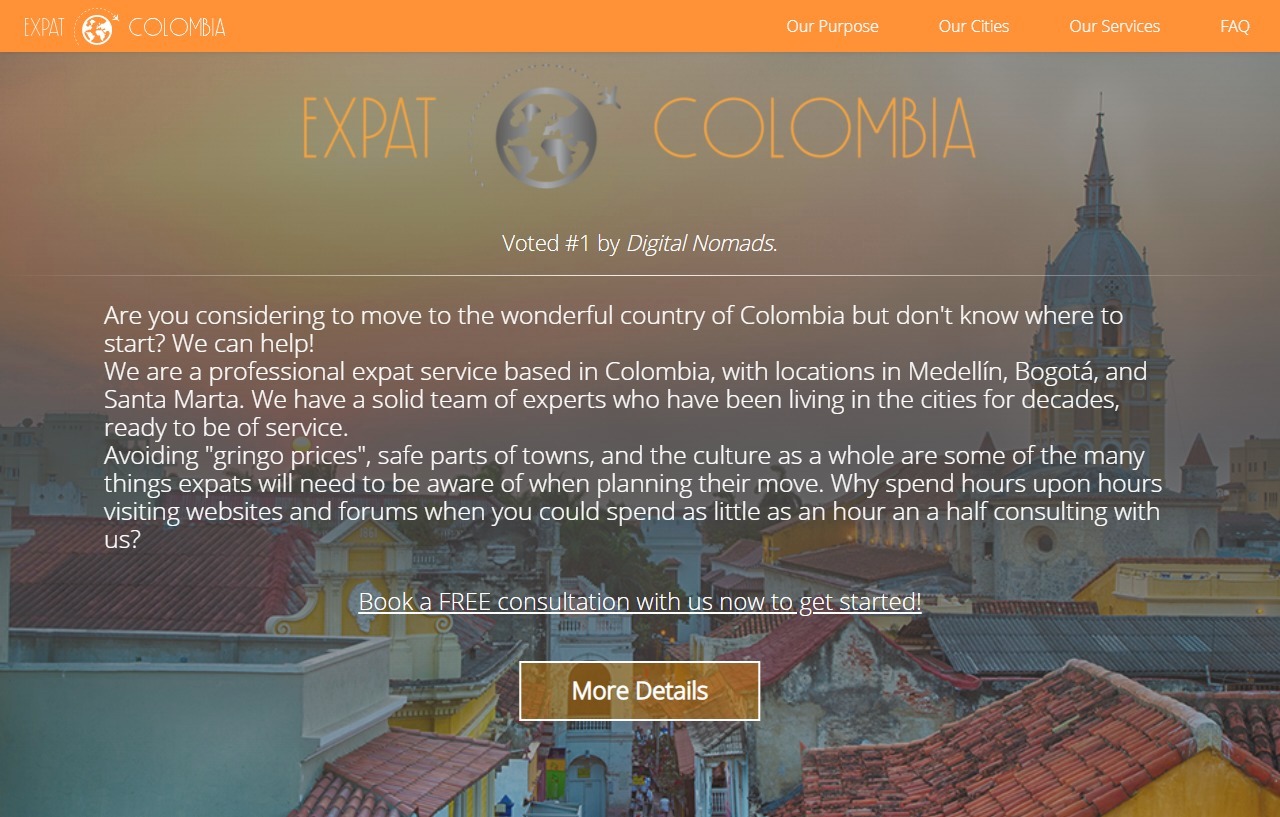 EXPAT COLOMBIA
Our Purpose Our Cities Our Services FAQ
EXPAT COLOMBIA
Voted #1 by Digital Nomads.
Are you considering to move to the wonderful country of Colombia but don't know where to
start? We can help!
We are a professional expat service based in Colombia, with locations in Medellín, Bogotá, and
Santa Marta. We have a solid team of experts who have been living in the cities for decades,
ready to be of service.
Avoiding "gringo prices", safe parts of towns, and the culture as a whole are some of the many
things expats will need to be aware of when planning their move. Why spend hours upon hours
visiting websites and forums when you could spend as little as an hour an a half consulting with
us?
Book a FREE consultation with us now to get started!
More Details